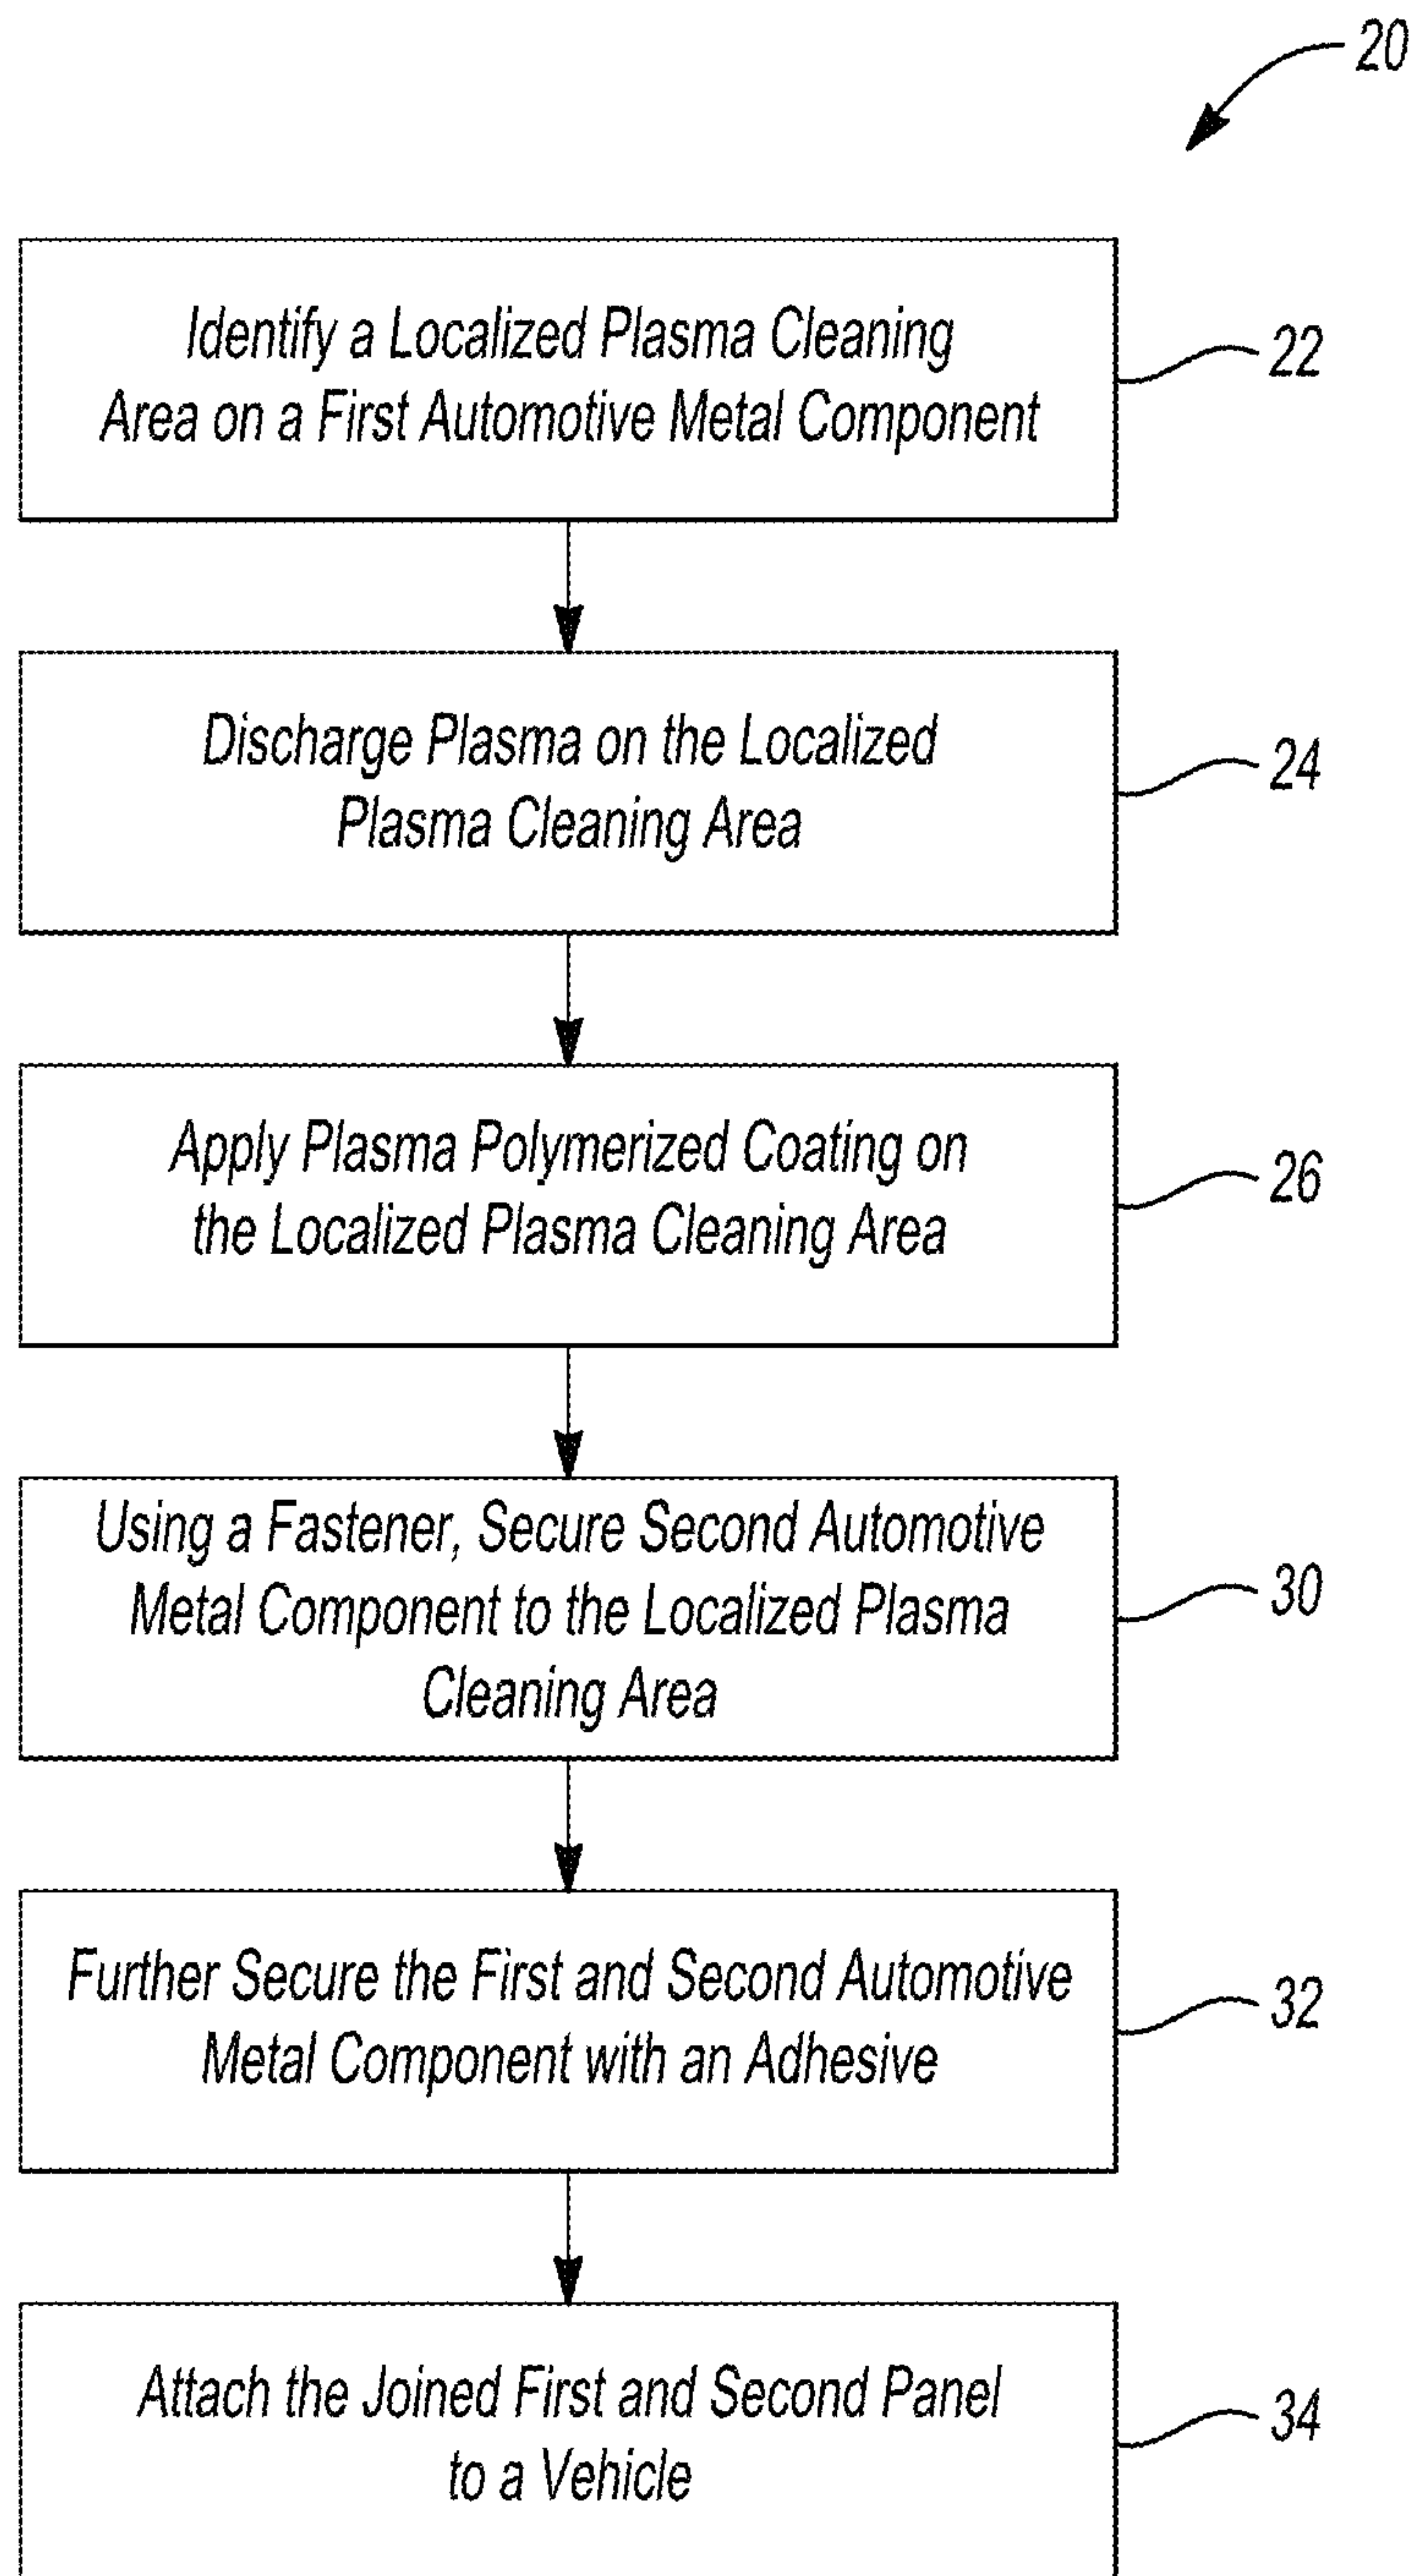 20
Identify a Localized Plasma Cleaning
Area on a First Automotive Metal Component
22
Discharge Plasma on the Localized
Plasma Cleaning Area
24
Apply Plasma Polymerized Coating on
the Localized Plasma Cleaning Area
26
Using a Fastener, Secure Second Automotive
Metal Component to the Localized Plasma
Cleaning Area
30
Further Secure the First and Second Automotive
Metal Component with an Adhesive
32
Attach the Joined First and Second Panel
to a Vehicle
34